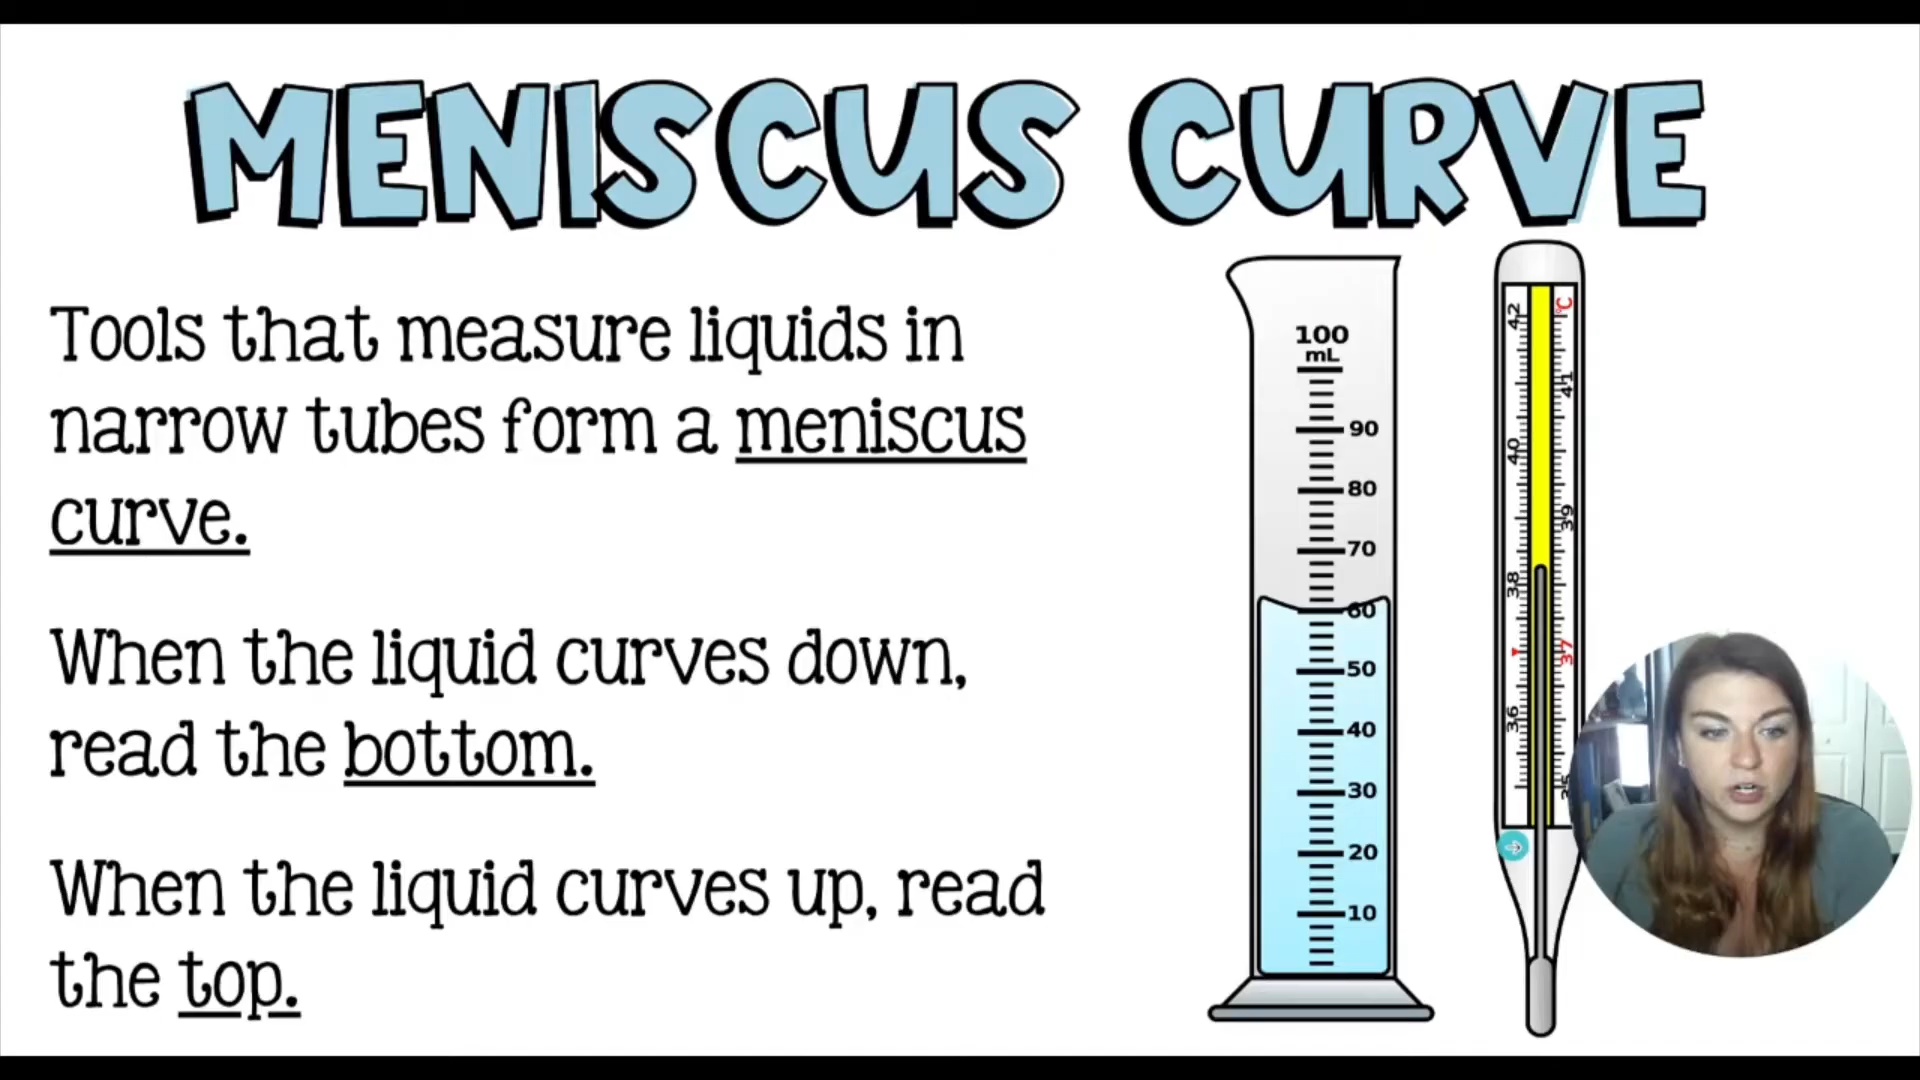 MENISCUS CURVE
Tools that measure liquids in
narrow tubes form a meniscus
curve.
When the liquid curves down,
read the bottom.
When the liquid curves up, read
the top.
100
mL
90
80
70
60
50
40
30
20
10
°C
42
41
40
39
38
37
36
35